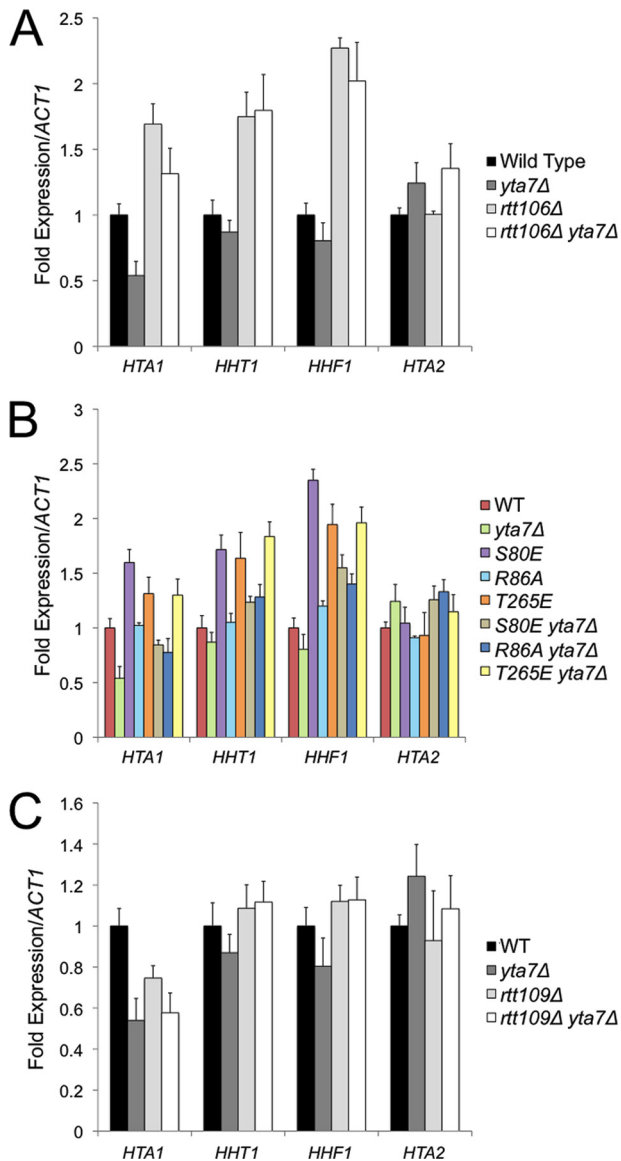 A
Fold Expression/ACT1
2.5
2
1.5
1
0.5
0
HTA1 HHT1 HHF1 HTA2
Wild Type
yta7Δ
rtt106Δ
rtt106Δ yta7Δ
B
Fold Expression/ACT1
3
2.5
2
1.5
1
0.5
0
HTA1 HHT1 HHF1 HTA2
WT
yta7Δ
S80E
R86A
T265E
S80E yta7Δ
R86A yta7Δ
T265E yta7Δ
C
Fold Expression/ACT1
1.6
1.4
1.2
1
0.8
0.6
0.4
0.2
0
HTA1 HHT1 HHF1 HTA2
WT
yta7Δ
rtt109Δ
rtt109Δ yta7Δ